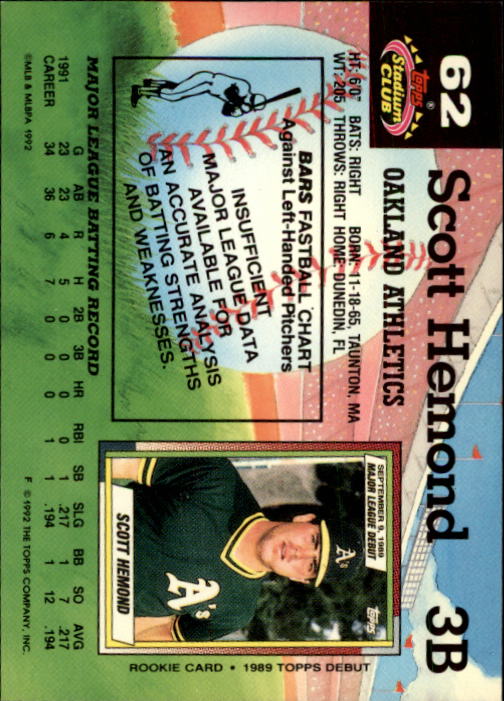 62
Topps®
Stadium
CLUB
Scott Hemond 3B
OAKLAND ATHLETICS
HT: 6'0" BATS: RIGHT BORN: 11-18-65, TAUNTON, MA
WT: 205 THROWS: RIGHT HOME: DUNEDIN, FL
BARS FASTBALL CHART
Against Left-Handed Pitchers
INSUFFICIENT
MAJOR LEAGUE DATA
AVAILABLE FOR
AN ACCURATE ANALYSIS
OF BATTING STRENGTHS
AND WEAKNESSES.
SEPTEMBER 9, 1989
MAJOR LEAGUE DEBUT
Topps
A's
A's
SCOTT HEMOND
ROOKIE CARD • 1989 TOPPS DEBUT
MAJOR LEAGUE BATTING RECORD
G AB R H 2B 3B HR RBI SB SLG BB SO AVG
1991 23 23 4 5 0 0 0 0 1 .217 1 7 .217
CAREER 34 36 6 7 0 0 0 1 1 .194 1 12 .194
©MLB & MLBPA 1992 F ©1992 THE TOPPS COMPANY, INC.